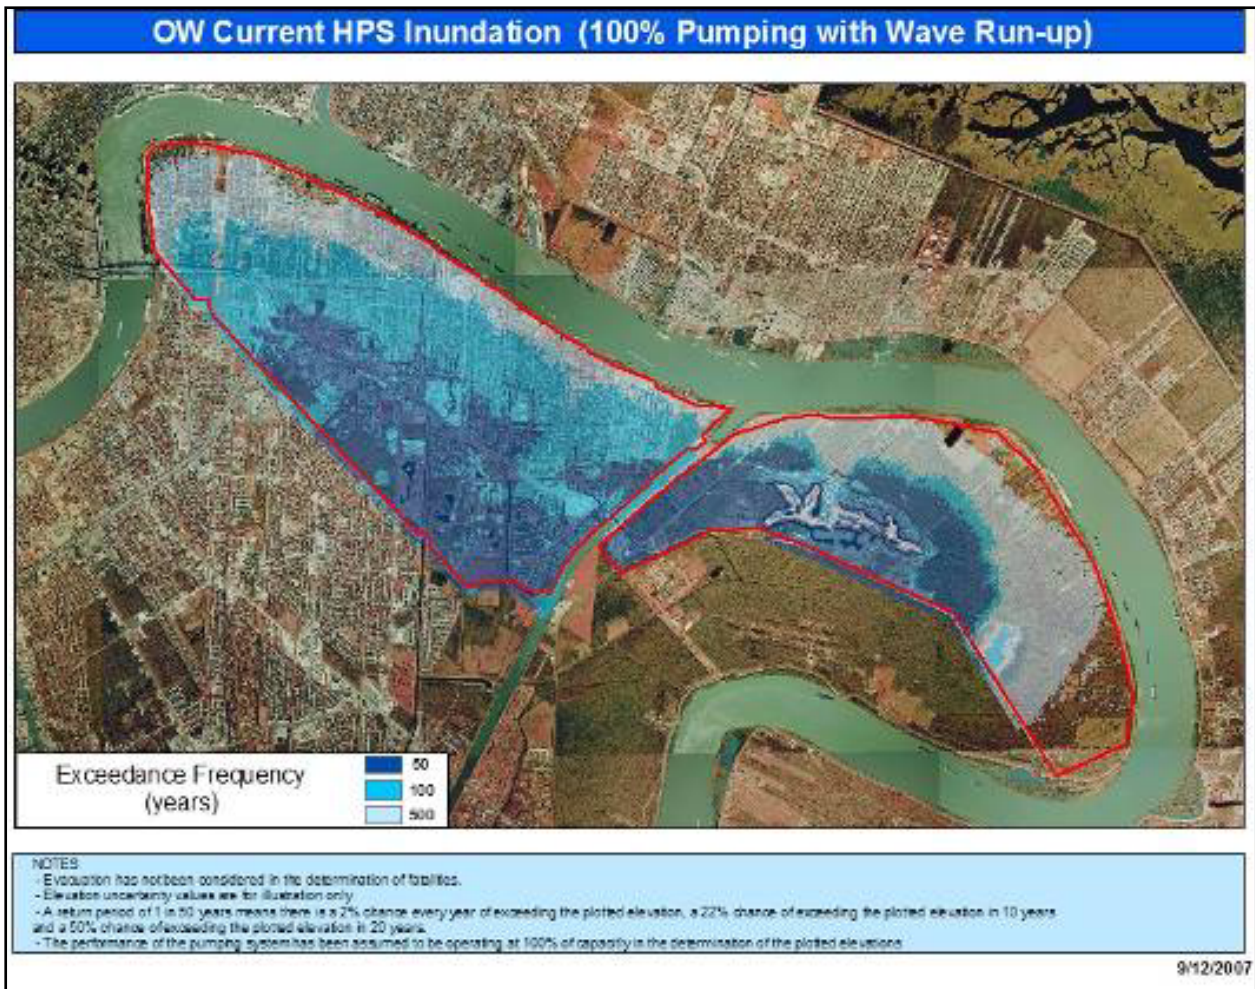 OW Current HPS Inundation (100% Pumping with Wave Run-up)
Exceedance Frequency
(years)
50
100
500
NOTES
- Evacuation has not been considered in the determination of fatalities.
- Elevation uncertainty values are for illustration only
- A return period of 1 in 50 years means there is a 2% chance every year of exceeding the plotted elevation, a 22% chance of exceeding the plotted elevation in 10 years
and a 50% chance of exceeding the plotted elevation in 20 years.
- The performance of the pumping system has been assumed to be operating at 100% of capacity in the determination of the plotted elevations
9/12/2007